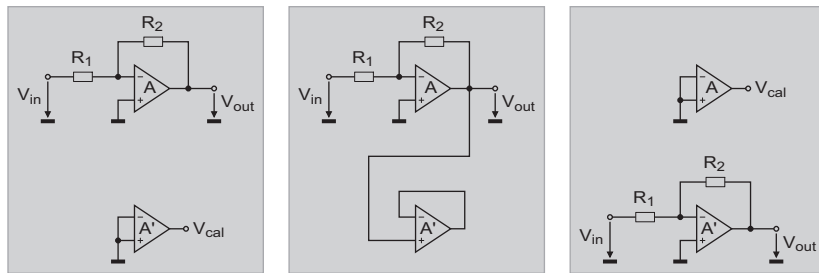 R2
R1
−
A
+
Vin
Vout
−
A'
+
Vcal
R2
R1
−
A
+
Vin
Vout
−
A'
+
−
A
+
Vcal
R2
R1
−
A'
+
Vin
Vout